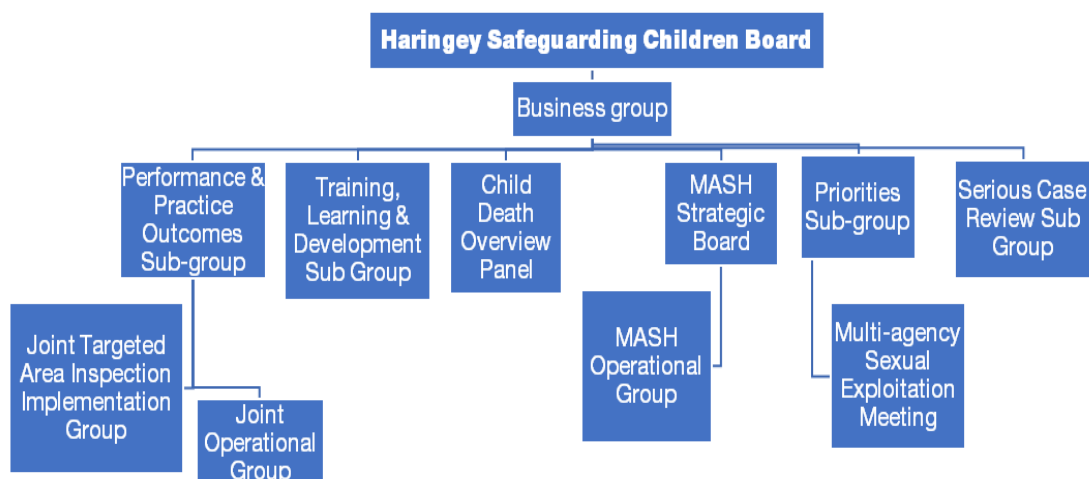 Haringey Safeguarding Children Board
Business group
Performance &
Practice
Outcomes
Sub-group
Training,
Learning &
Development
Sub Group
Child
Death
Overview
Panel
MASH
Strategic
Board
Priorities
Sub-group
Serious Case
Review Sub
Group
Joint Targeted
Area Inspection
Implementation
Group
Joint
Operational
Group
MASH
Operational
Group
Multi-agency
Sexual
Exploitation
Meeting